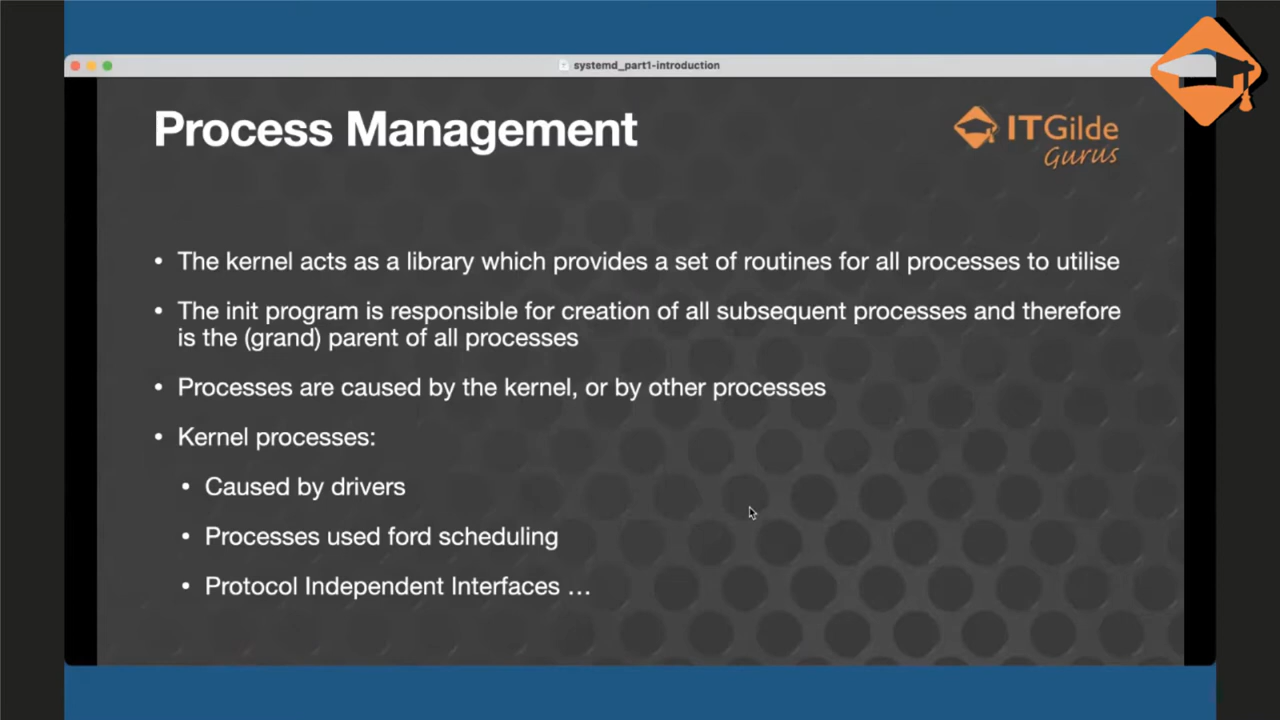 systemd_part1-introduction
Process Management
ITGilde
Gurus
• The kernel acts as a library which provides a set of routines for all processes to utilise
• The init program is responsible for creation of all subsequent processes and therefore
is the (grand) parent of all processes
• Processes are caused by the kernel, or by other processes
• Kernel processes:
• Caused by drivers
• Processes used ford scheduling
• Protocol Independent Interfaces …